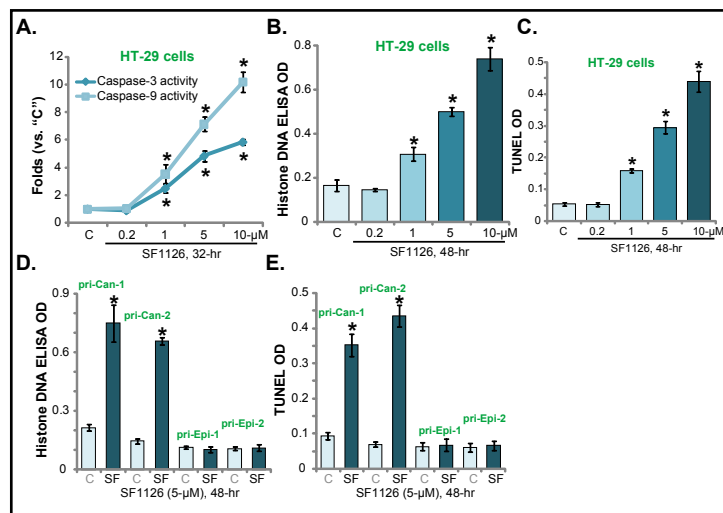 A.
HT-29 cells
Caspase-3 activity
Caspase-9 activity
Folds (vs. "C")
12
10
8
6
4
2
0
C 0.2 1 5 10-μM
SF1126, 32-hr
B.
HT-29 cells
Histone DNA ELISA OD
0.8
0.6
0.4
0.2
0
C 0.2 1 5 10-μM
SF1126, 48-hr
C.
HT-29 cells
TUNEL OD
0.5
0.4
0.3
0.2
0.1
0
C 0.2 1 5 10-μM
SF1126, 48-hr
D.
pri-Can-1
pri-Can-2
pri-Epi-1
pri-Epi-2
Histone DNA ELISA OD
0.9
0.6
0.3
0
C SF C SF C SF C SF
SF1126 (5-μM), 48-hr
E.
pri-Can-1
pri-Can-2
pri-Epi-1
pri-Epi-2
TUNEL OD
0.5
0.4
0.3
0.2
0.1
0
C SF C SF C SF C SF
SF1126 (5-μM), 48-hr